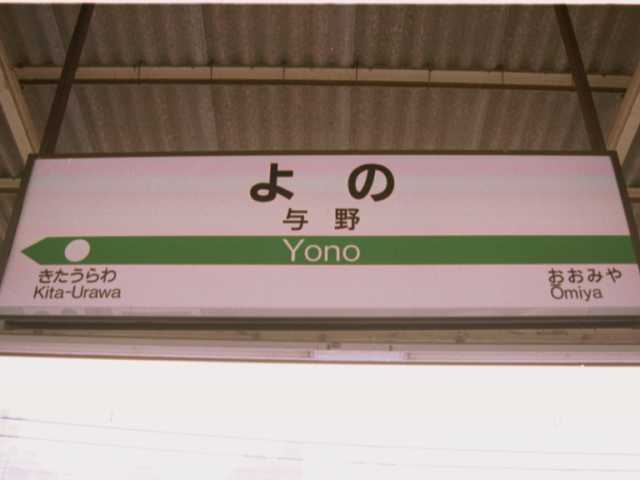 よの
与野
Yono
きたうらわ
Kita-Urawa
おおみや
Ōmiya